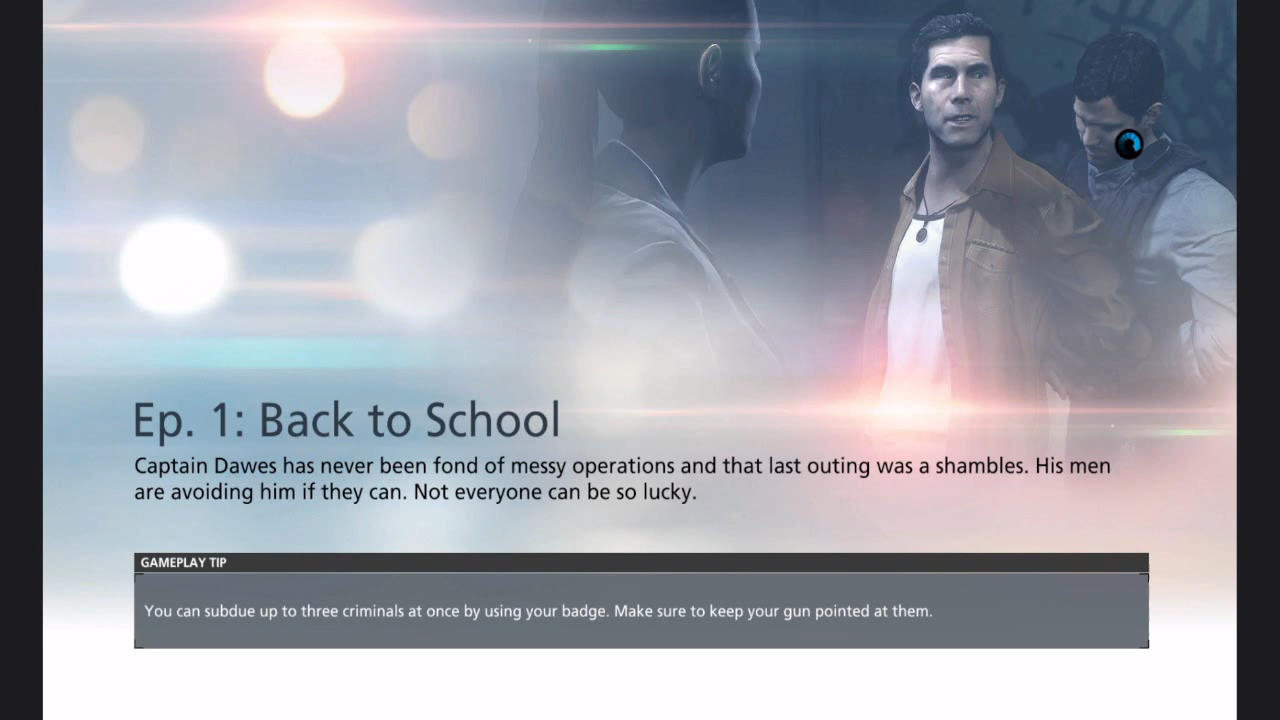 Ep. 1: Back to School
Captain Dawes has never been fond of messy operations and that last outing was a shambles. His men
are avoiding him if they can. Not everyone can be so lucky.
GAMEPLAY TIP
You can subdue up to three criminals at once by using your badge. Make sure to keep your gun pointed at them.